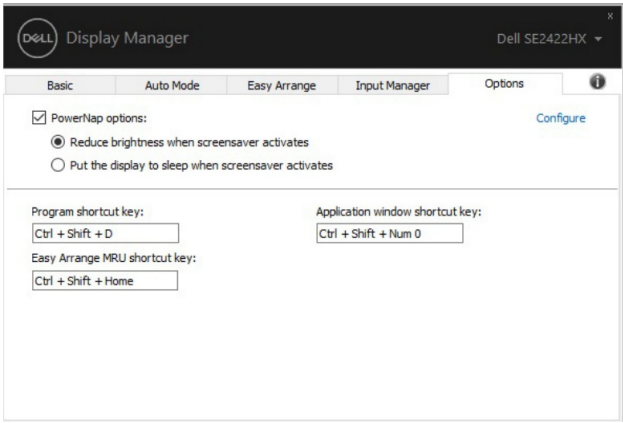 x
DELL Display Manager
Dell SE2422HX
Basic Auto Mode Easy Arrange Input Manager Options i
PowerNap options: Configure
Reduce brightness when screensaver activates
Put the display to sleep when screensaver activates
Program shortcut key: Application window shortcut key:
Ctrl + Shift + D Ctrl + Shift + Num 0
Easy Arrange MRU shortcut key:
Ctrl + Shift + Home